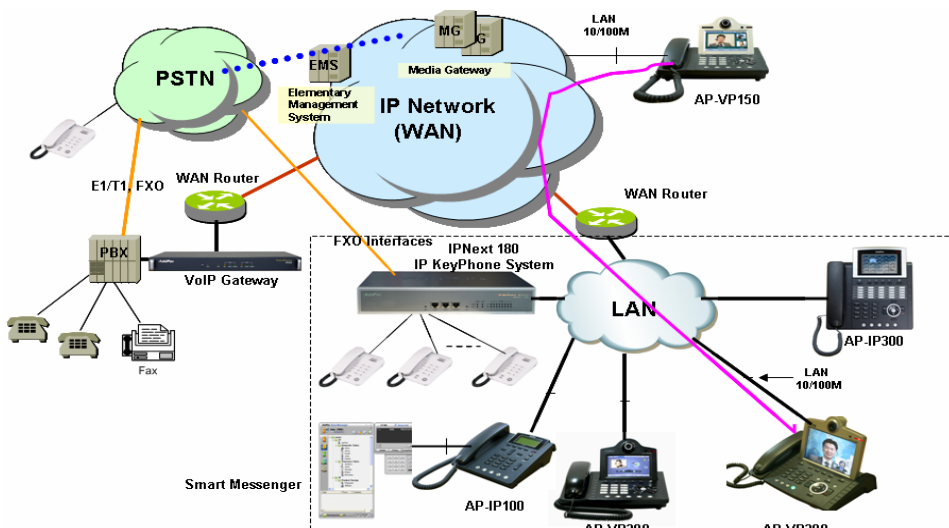 LAN
10/100M
MG
G
EMS
Media Gateway
PSTN
Elementary
Management
System
IP Network
(WAN)
AP-VP150
E1/T1, FXO
WAN Router
WAN Router
FXO Interfaces
IPNext 180
IP KeyPhone System
PBX
VoIP Gateway
LAN
AP-IP300
Fax
LAN
10/100M
Smart Messenger
AP-IP100